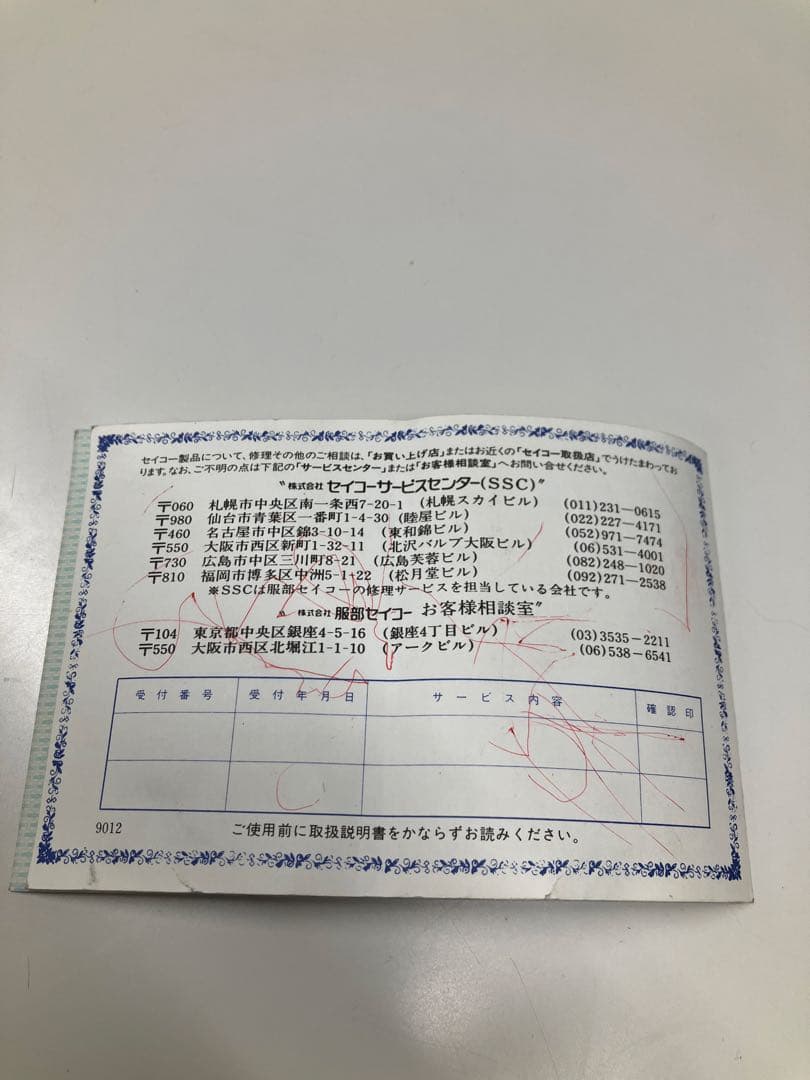 セイコー製品について、修理その他のご相談は、「お買い上げ店」またはお近くの「セイコー取扱店」でうけたまわってお
ります。なお、ご不明の点は下記の「サービスセンター」または「お客様相談室」へお問い合せください。
"株式会社 セイコーサービスセンター(SSC)"
〒060 札幌市中央区南一条西7-20-1 (札幌スカイビル) (011)231-0615
〒980 仙台市青葉区一番町1-4-30 (睦屋ビル) (022)227-4171
〒460 名古屋市中区錦3-10-14 (東和錦ビル) (052)971-7474
〒550 大阪市西区新町1-32-11 (北沢バルブ大阪ビル) (06)531-4001
〒730 広島市中区三川町8-21 (広島芙蓉ビル) (082)248-1020
〒810 福岡市博多区中洲5-1-22 (松月堂ビル) (092)271-2538
※SSCは服部セイコーの修理サービスを担当している会社です。
"株式会社 服部セイコー お客様相談室"
〒104 東京都中央区銀座4-5-16 (銀座4丁目ビル) (03)3535-2211
〒550 大阪市西区北堀江1-1-10 (アークビル) (06)538-6541
受付番号 受付年月日 サービス内容 確認印
9012 ご使用前に取扱説明書をかならずお読みください。